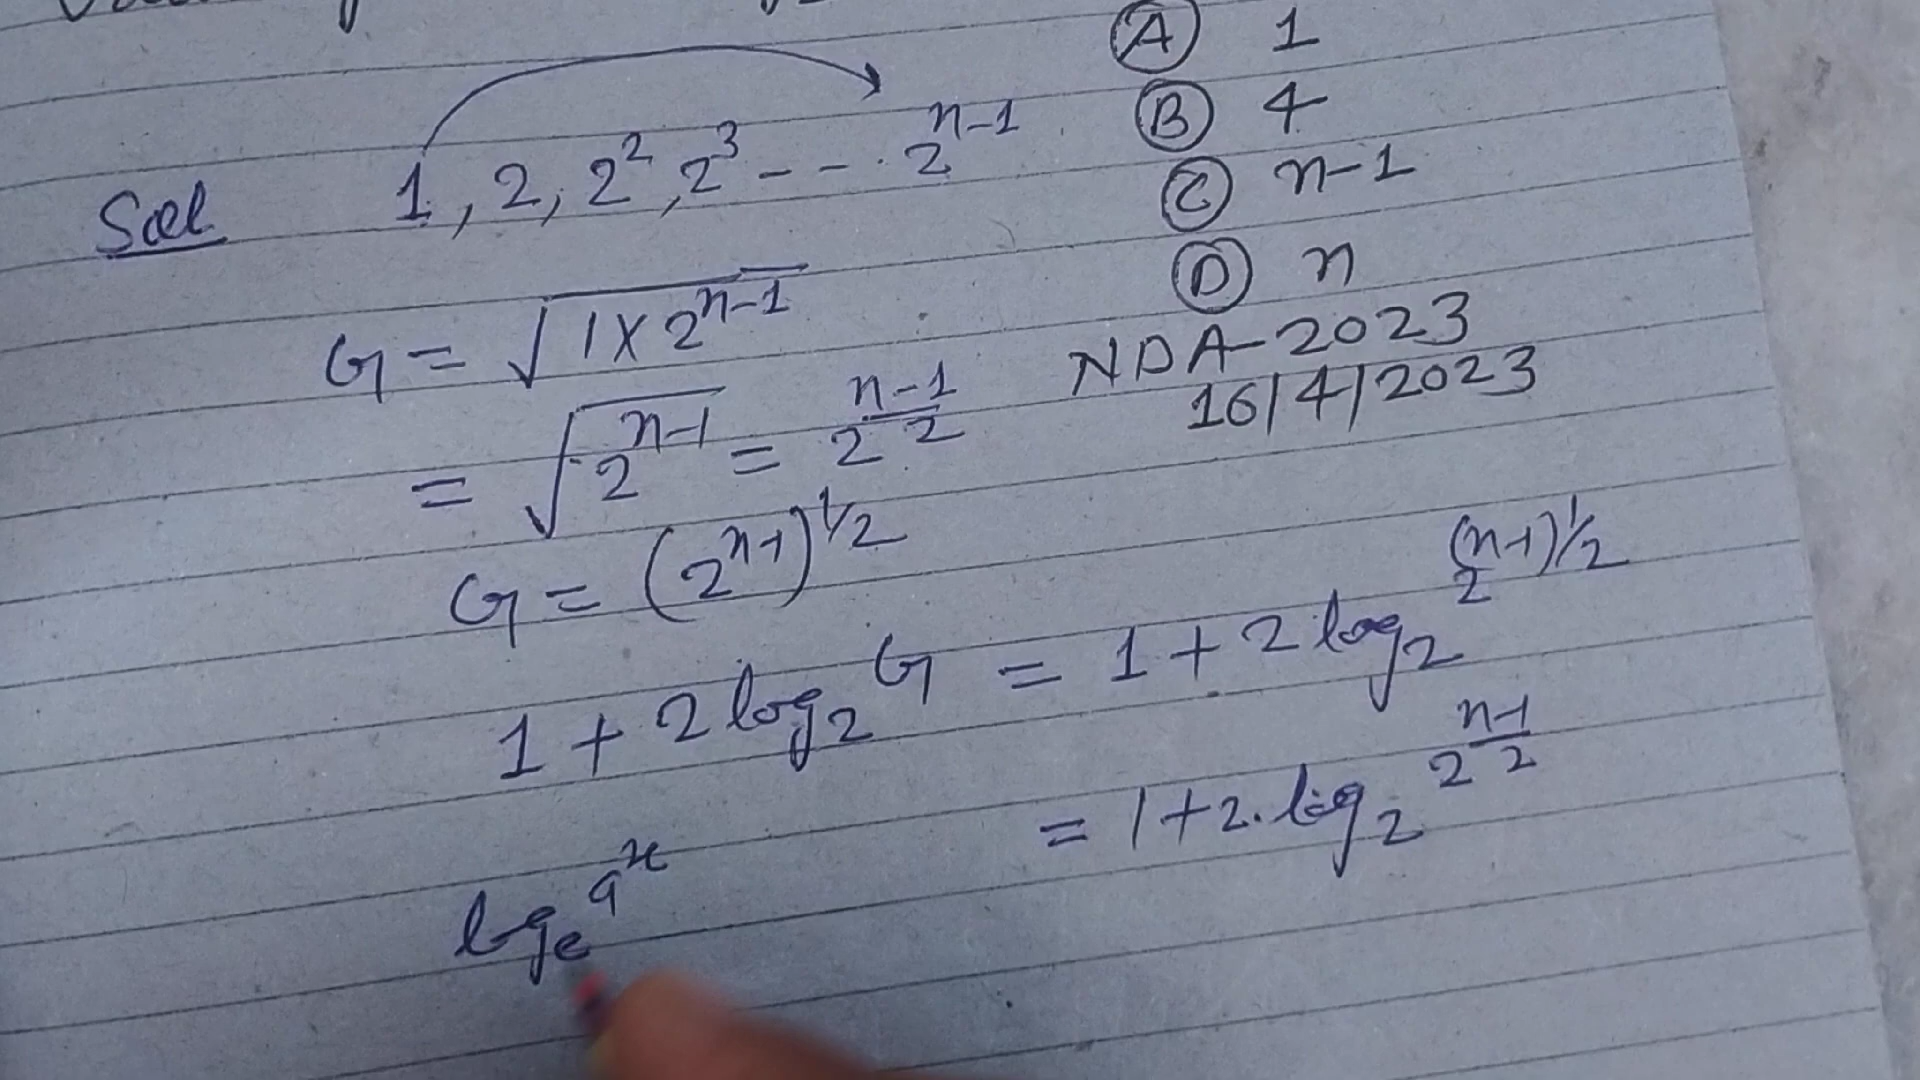 Sol 1, 2, 2², 2³ - - · 2ⁿ⁻¹
G = √(1 × 2ⁿ⁻¹)
= √(2ⁿ⁻¹) = 2^((n-1)/2)
G = (2ⁿ⁻¹)^(1/2)
1 + 2 log₂ G = 1 + 2 log₂ 2^((n-1)1/2)
= 1 + 2. log₂ 2^((n-1)/2)
logₑ aˣ
(A) 1
(B) 4
(C) n-1
(D) n
NDA-2023
16/4/2023